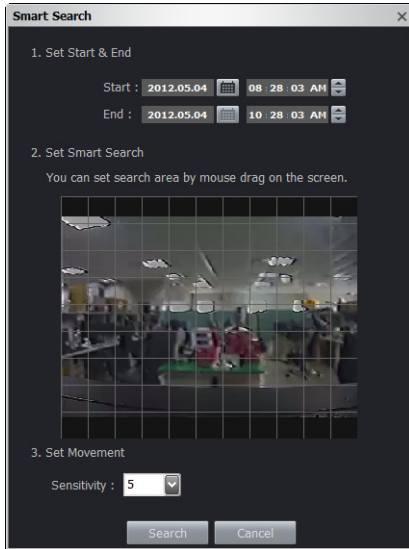 Smart Search
1. Set Start & End
Start : 2012.05.04 08 : 28 : 03 AM
End : 2012.05.04 10 : 28 : 03 AM
2. Set Smart Search
You can set search area by mouse drag on the screen.
3. Set Movement
Sensitivity : 5
Search Cancel